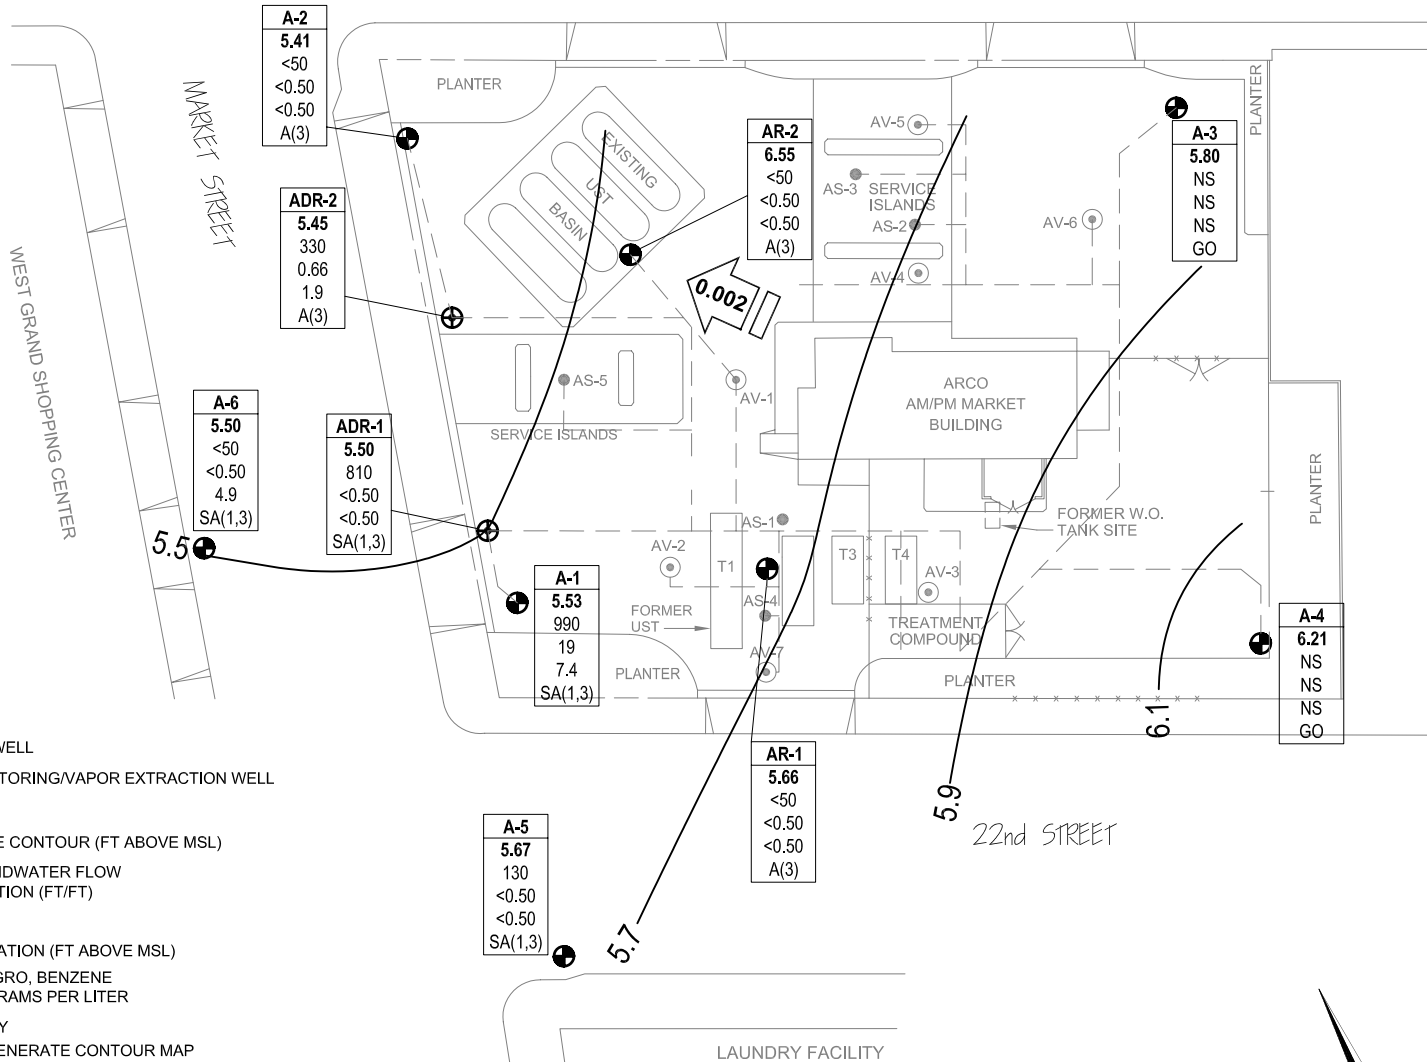 A-2
5.41
<50
<0.50
<0.50
A(3)
MARKET STREET
PLANTER
EXISTING
UST
BASIN
AR-2
6.55
<50
<0.50
<0.50
A(3)
AV-5
AS-3
SERVICE
ISLANDS
AS-2
AV-4
AV-6
A-3
5.80
NS
NS
NS
GO
PLANTER
ADR-2
5.45
330
0.66
1.9
A(3)
0.002
WEST GRAND SHOPPING CENTER
A-6
5.50
<50
<0.50
4.9
SA(1,3)
ADR-1
5.50
810
<0.50
<0.50
SA(1,3)
AS-5
SERVICE ISLANDS
AV-1
ARCO
AM/PM MARKET
BUILDING
PLANTER
FORMER W.O.
TANK SITE
5.5
AS-1
AV-2
T1
T3
T4
AV-3
A-1
5.53
990
19
7.4
SA(1,3)
FORMER
UST
AS-4
AV-7
TREATMENT
COMPOUND
PLANTER
PLANTER
A-4
6.21
NS
NS
NS
GO
6.1
5.9
5.7
22nd STREET
AR-1
5.66
<50
<0.50
<0.50
A(3)
A-5
5.67
130
<0.50
<0.50
SA(1,3)
LAUNDRY FACILITY
WELL
TORING/VAPOR EXTRACTION WELL
E CONTOUR (FT ABOVE MSL)
NDWATER FLOW
TION (FT/FT)
ATION (FT ABOVE MSL)
GRO, BENZENE
RAMS PER LITER
Y
ENERATE CONTOUR MAP